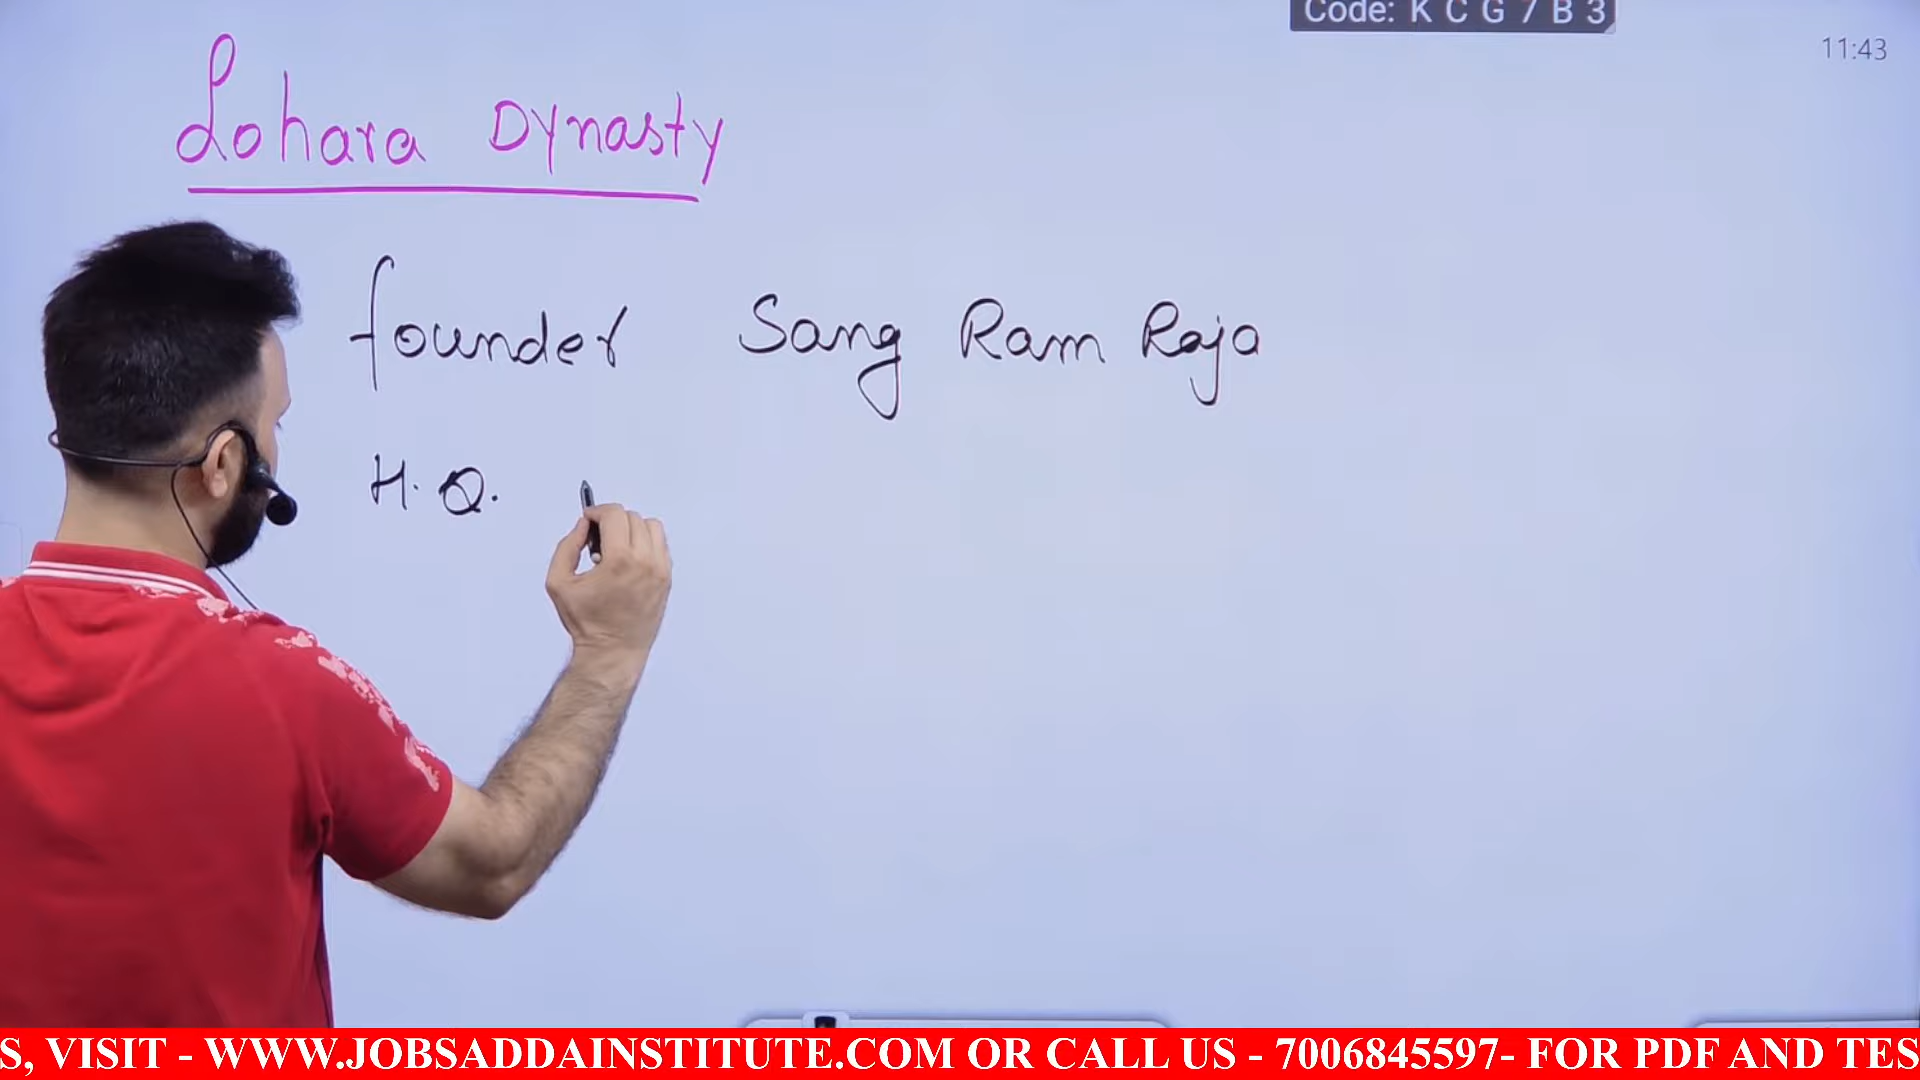 Code: K C G 7 B 3
11:43
Lohara Dynasty
founder Sang Ram Raja
H.Q.
S, VISIT - WWW.JOBSADDAINSTITUTE.COM OR CALL US - 7006845597- FOR PDF AND TES